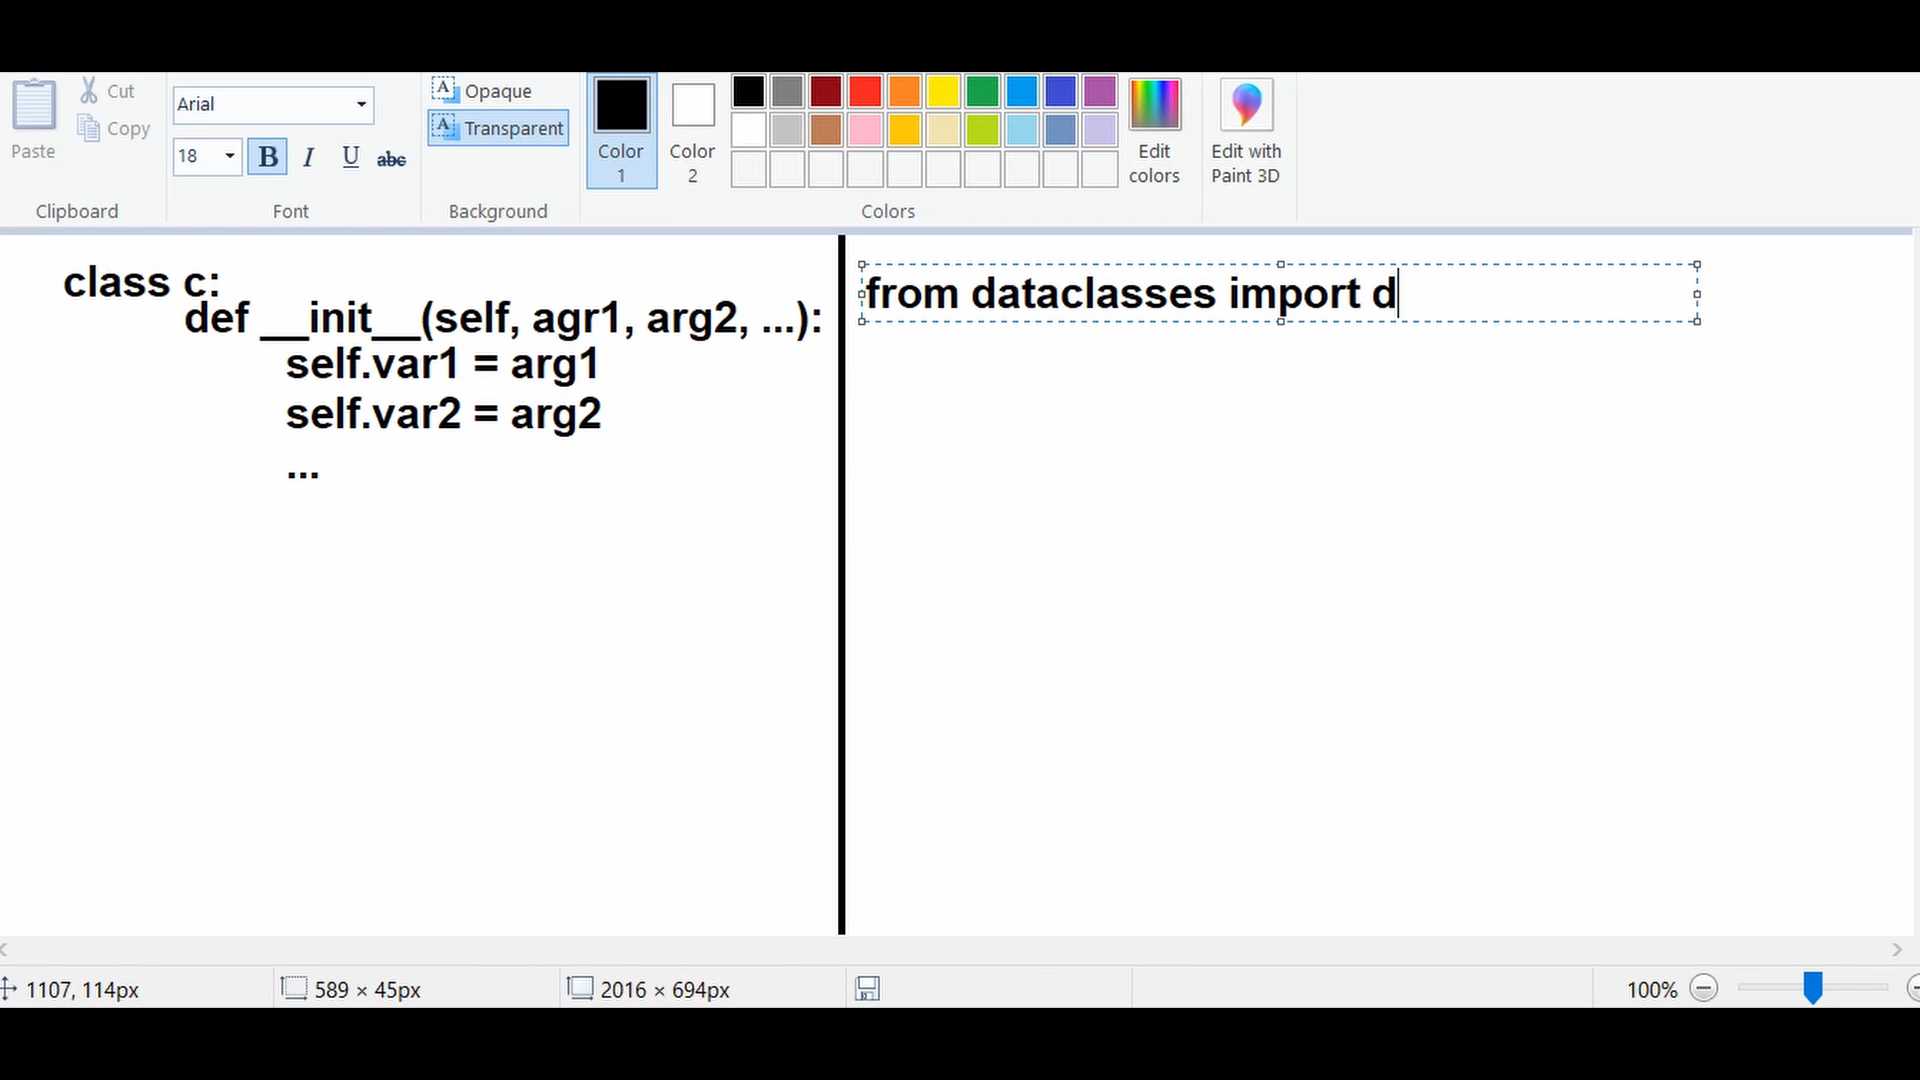 Paste
Cut
Copy
Clipboard
Arial
18
B I U abc
Font
Opaque
Transparent
Background
Color
1
Color
2
Colors
Edit
colors
Edit with
Paint 3D
class c:
def __init__(self, agr1, arg2, ...):
self.var1 = arg1
self.var2 = arg2
...
from dataclasses import d
1107, 114px
589 × 45px
2016 × 694px
100%